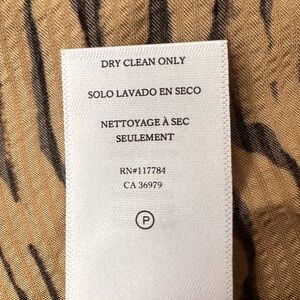 DRY CLEAN ONLY
SOLO LAVADO EN SECO
NETTOYAGE À SEC
SEULEMENT
RN#117784
CA 36979
P